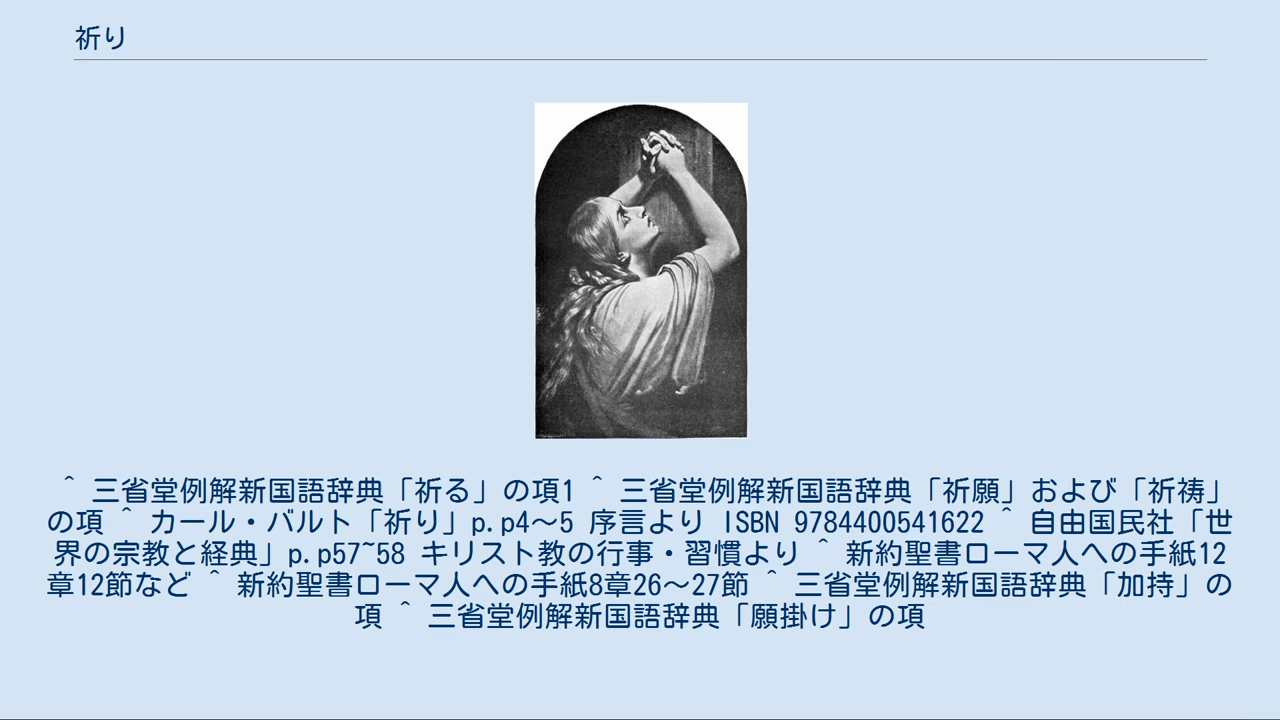 祈り
^ 三省堂例解新国語辞典「祈る」の項1 ^ 三省堂例解新国語辞典「祈願」および「祈祷」
の項 ^ カール・バルト「祈り」p.p4〜5 序言より ISBN 9784400541622 ^ 自由国民社「世
界の宗教と経典」p.p57~58 キリスト教の行事・習慣より ^ 新約聖書ローマ人への手紙12
章12節など ^ 新約聖書ローマ人への手紙8章26〜27節 ^ 三省堂例解新国語辞典「加持」の
項 ^ 三省堂例解新国語辞典「願掛け」の項